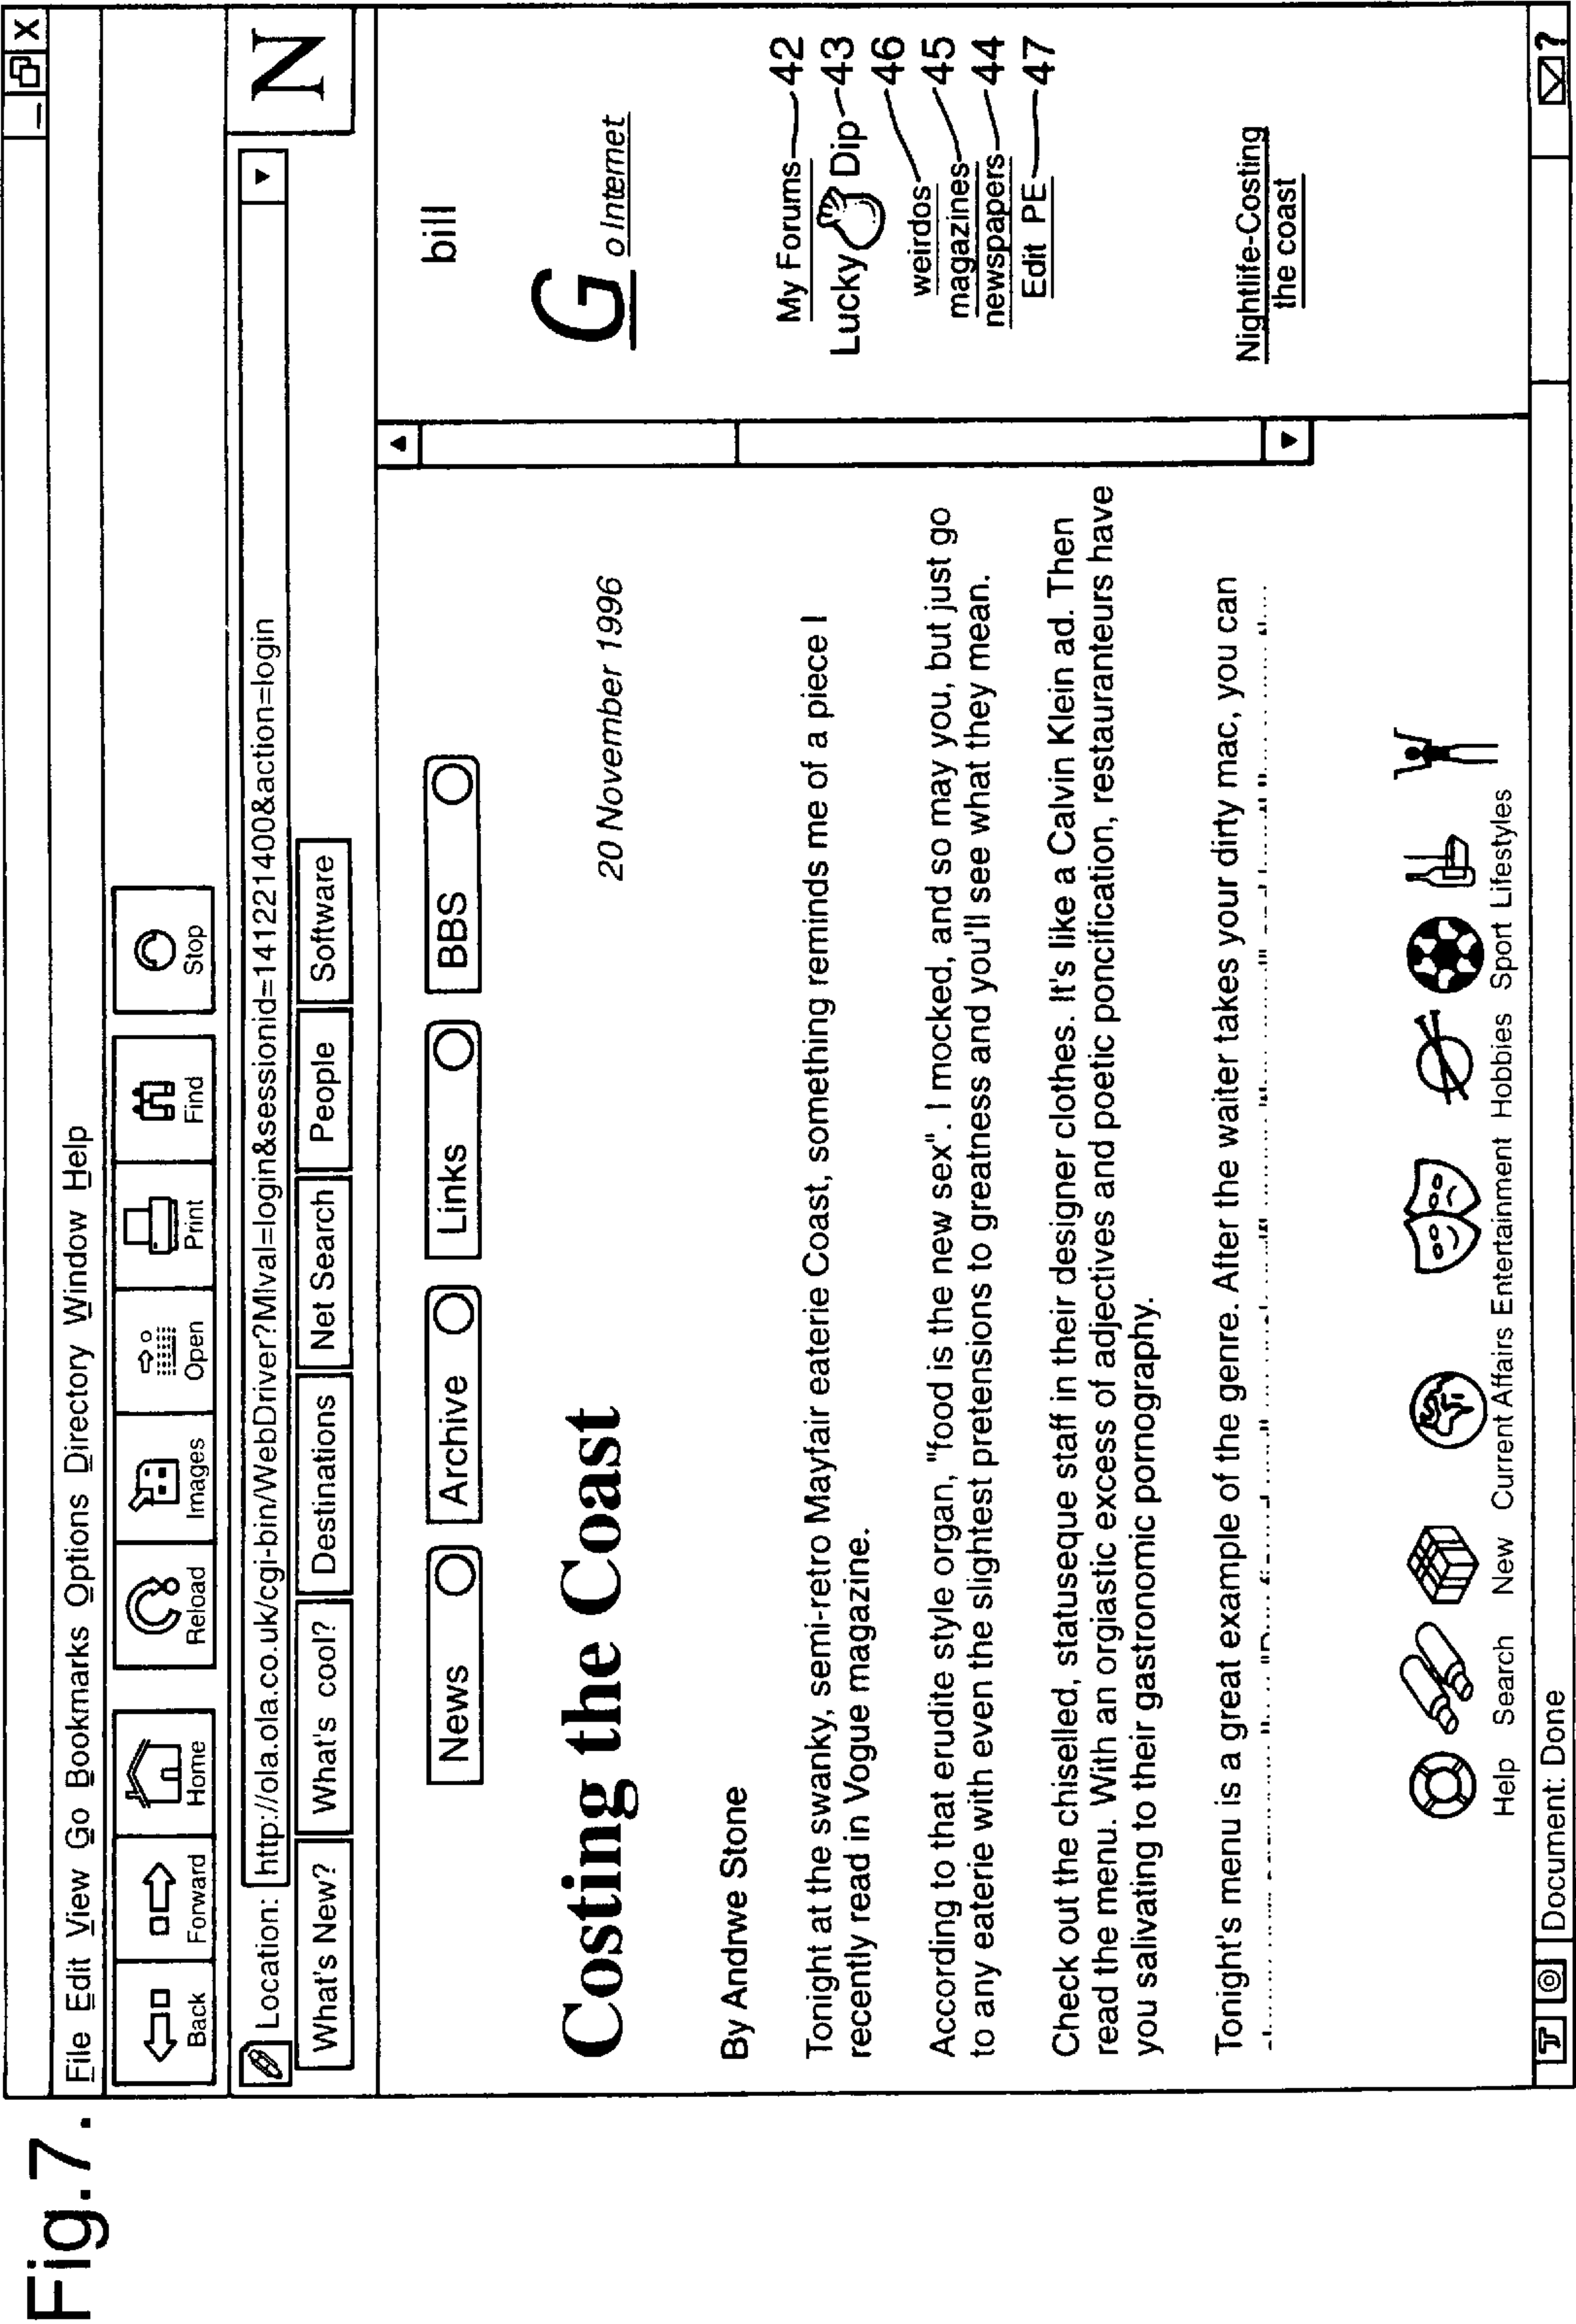 Fig.7.
_ X
File Edit View Go Bookmarks Options Directory Window Help
Back Forward Home Reload Images Open Print Find Stop
Location: http://ola.ola.co.uk/cgi-bin/WebDriver?MIval=login&sessionid=141221400&action=login
N
What's New? What's cool? Destinations Net Search People Software
News Archive Links BBS
bill
Costing the Coast
20 November 1996
Go Internet
By Andrwe Stone
Tonight at the swanky, semi-retro Mayfair eaterie Coast, something reminds me of a piece I
recently read in Vogue magazine.
According to that erudite style organ, "food is the new sex". I mocked, and so may you, but just go
to any eaterie with even the slightest pretensions to greatness and you'll see what they mean.
Check out the chiselled, statuseque staff in their designer clothes. It's like a Calvin Klein ad. Then
read the menu. With an orgiastic excess of adjectives and poetic poncification, restauranteurs have
you salivating to their gastronomic pornography.
Tonight's menu is a great example of the genre. After the waiter takes your dirty mac, you can
My Forums 42
Lucky Dip 43
weirdos 46
magazines 45
newspapers 44
Edit PE 47
Nightlife-Costing
the coast
Help Search New Current Affairs Entertainment Hobbies Sport Lifestyles
Document: Done
?